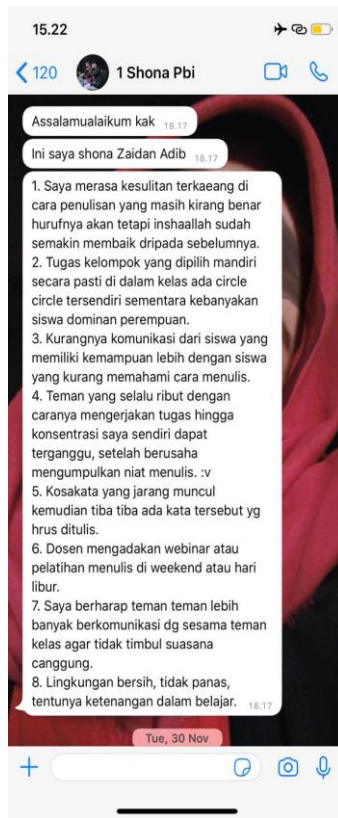 15.22
120
1 Shona Pbi
Assalamualaikum kak 18.17
Ini saya shona Zaidan Adib 18.17
1. Saya merasa kesulitan terkaeang di
cara penulisan yang masih kirang benar
hurufnya akan tetapi inshaallah sudah
semakin membaik dripada sebelumnya.
2. Tugas kelompok yang dipilih mandiri
secara pasti di dalam kelas ada circle
circle tersendiri sementara kebanyakan
siswa dominan perempuan.
3. Kurangnya komunikasi dari siswa yang
memiliki kemampuan lebih dengan siswa
yang kurang memahami cara menulis.
4. Teman yang selalu ribut dengan
caranya mengerjakan tugas hingga
konsentrasi saya sendiri dapat
terganggu, setelah berusaha
mengumpulkan niat menulis. :v
5. Kosakata yang jarang muncul
kemudian tiba tiba ada kata tersebut yg
hrus ditulis.
6. Dosen mengadakan webinar atau
pelatihan menulis di weekend atau hari
libur.
7. Saya berharap teman teman lebih
banyak berkomunikasi dg sesama teman
kelas agar tidak timbul suasana
canggung.
8. Lingkungan bersih, tidak panas,
tentunya ketenangan dalam belajar. 18.17
Tue, 30 Nov